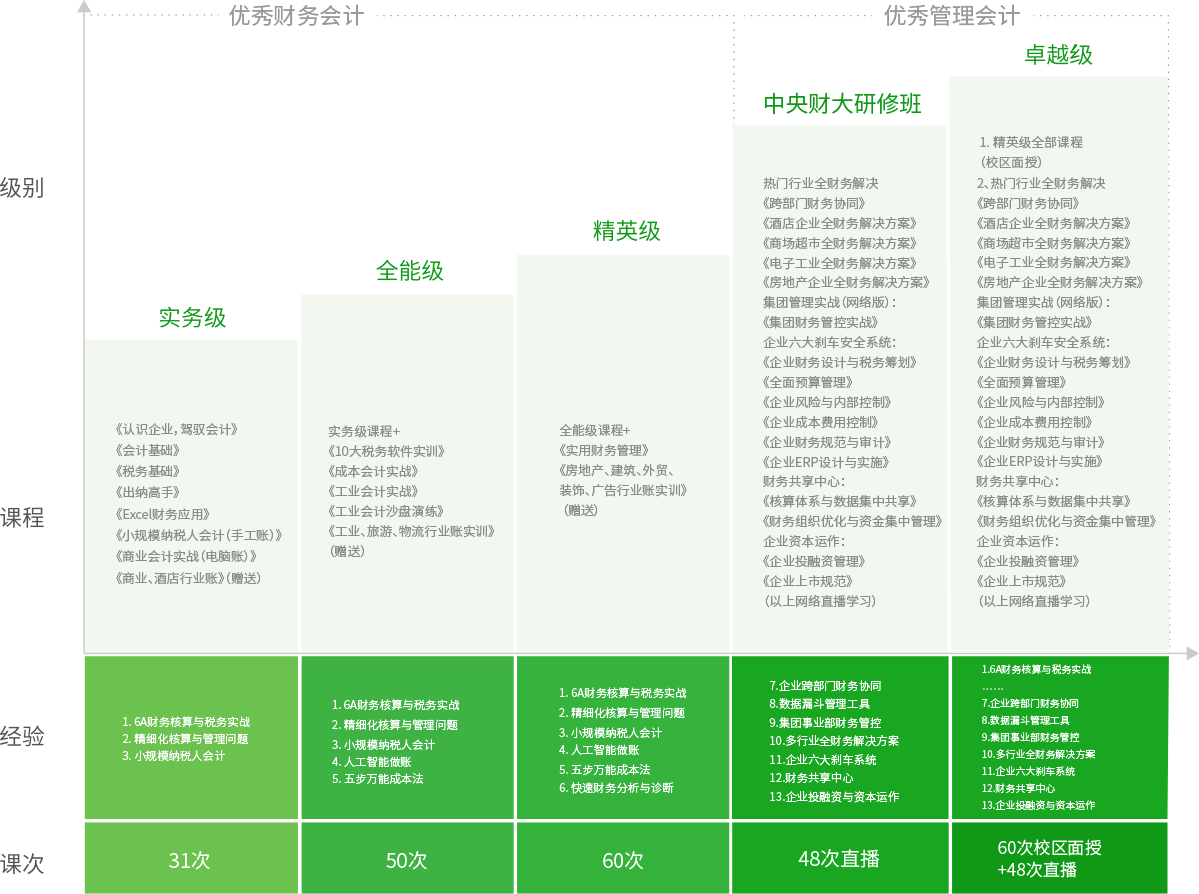 优秀财务会计
优秀管理会计
级别
课程
经验
课次
实务级
《认识企业，驾驭会计》
《会计基础》
《税务基础》
《出纳高手》
《Excel财务应用》
《小规模纳税人会计（手工账）》
《商业会计实战（电脑账）》
《商业、酒店行业账》（赠送）
1. 6A财务核算与税务实战
2. 精细化核算与管理问题
3. 小规模纳税人会计
31次
全能级
实务级课程+
《10大税务软件实训》
《成本会计实战》
《工业会计实战》
《工业会计沙盘演练》
《工业、旅游、物流行业账实训》
（赠送）
1. 6A财务核算与税务实战
2. 精细化核算与管理问题
3. 小规模纳税人会计
4. 人工智能做账
5. 五步万能成本法
50次
精英级
全能级课程+
《实用财务管理》
《房地产、建筑、外贸、
装饰、广告行业账实训》
（赠送）
1. 6A财务核算与税务实战
2. 精细化核算与管理问题
3. 小规模纳税人会计
4. 人工智能做账
5. 五步万能成本法
6. 快速财务分析与诊断
60次
中央财大研修班
热门行业全财务解决
《跨部门财务协同》
《酒店企业全财务解决方案》
《商场超市全财务解决方案》
《电子工业全财务解决方案》
《房地产企业全财务解决方案》
集团管理实战（网络版）：
《集团财务管控实战》
企业六大刹车安全系统：
《企业财务设计与税务筹划》
《全面预算管理》
《企业风险与内部控制》
《企业成本费用控制》
《企业财务规范与审计》
《企业ERP设计与实施》
财务共享中心：
《核算体系与数据集中共享》
《财务组织优化与资金集中管理》
企业资本运作：
《企业投融资管理》
《企业上市规范》
（以上网络直播学习）
7.企业跨部门财务协同
8.数据漏斗管理工具
9.集团事业部财务管控
10.多行业全财务解决方案
11.企业六大刹车系统
12.财务共享中心
13.企业投融资与资本运作
48次直播
卓越级
1. 精英级全部课程
（校区面授）
2、热门行业全财务解决
《跨部门财务协同》
《酒店企业全财务解决方案》
《商场超市全财务解决方案》
《电子工业全财务解决方案》
《房地产企业全财务解决方案》
集团管理实战（网络版）：
《集团财务管控实战》
企业六大刹车安全系统：
《企业财务设计与税务筹划》
《全面预算管理》
《企业风险与内部控制》
《企业成本费用控制》
《企业财务规范与审计》
《企业ERP设计与实施》
财务共享中心：
《核算体系与数据集中共享》
《财务组织优化与资金集中管理》
企业资本运作：
《企业投融资管理》
《企业上市规范》
（以上网络直播学习）
1.6A财务核算与税务实战
……
7.企业跨部门财务协同
8.数据漏斗管理工具
9.集团事业部财务管控
10.多行业全财务解决方案
11.企业六大刹车系统
12.财务共享中心
13.企业投融资与资本运作
60次校区面授
+48次直播